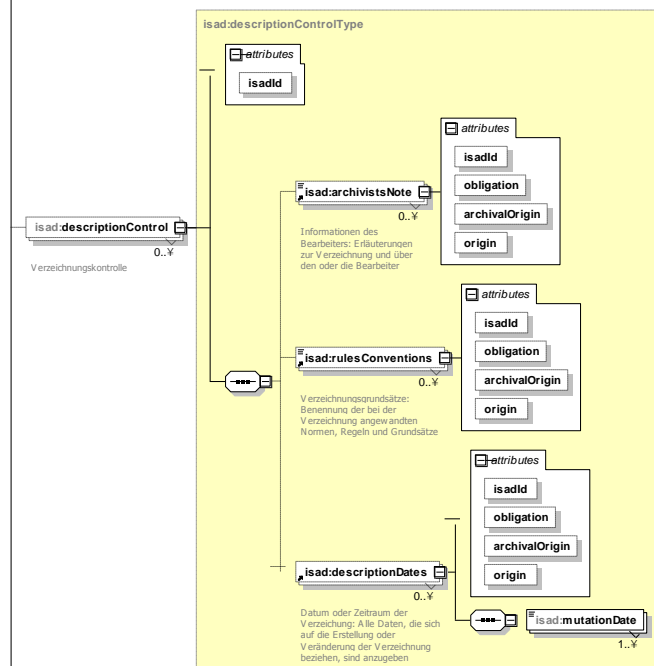 isad:descriptionControlType
attributes
isadId
isad:descriptionControl
0..¥
Verzeichnungskontrolle
isad:archivistsNote
0..¥
Informationen des
Bearbeiters: Erläuterungen
zur Verzeichnung und über
den oder die Bearbeiter
attributes
isadId
obligation
archivalOrigin
origin
isad:rulesConventions
0..¥
Verzeichnungsgrundsätze:
Benennung der bei der
Verzeichnung angewandten
Normen, Regeln und Grundsätze
attributes
isadId
obligation
archivalOrigin
origin
isad:descriptionDates
0..¥
Datum oder Zeitraum der
Verzeichung: Alle Daten, die sich
auf die Erstellung oder
Veränderung der Verzeichnung
beziehen, sind anzugeben
attributes
isadId
obligation
archivalOrigin
origin
isad:mutationDate
1..¥